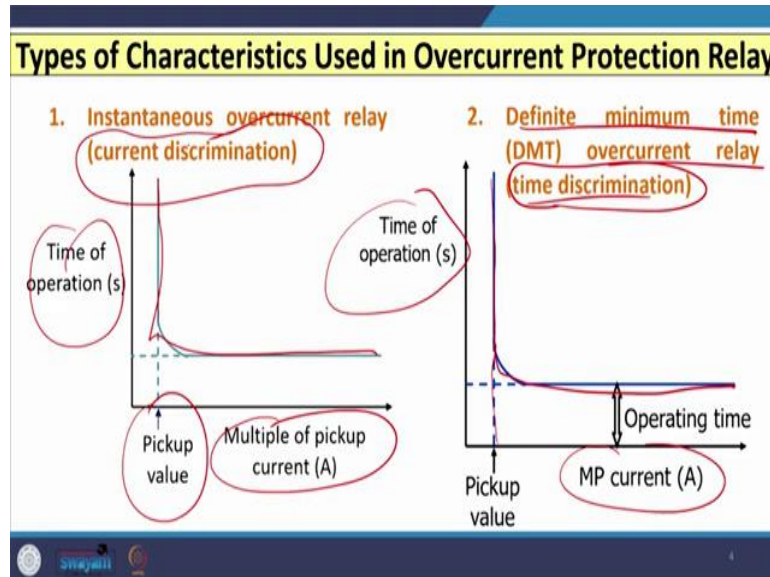 Types of Characteristics Used in Overcurrent Protection Relay
1. Instantaneous overcurrent relay
(current discrimination)
Time of
operation (s)
Pickup
value
Multiple of pickup
current (A)
2. Definite minimum time
(DMT) overcurrent relay
(time discrimination)
Time of
operation (s)
Operating time
Pickup
value
MP current (A)
swayam
4